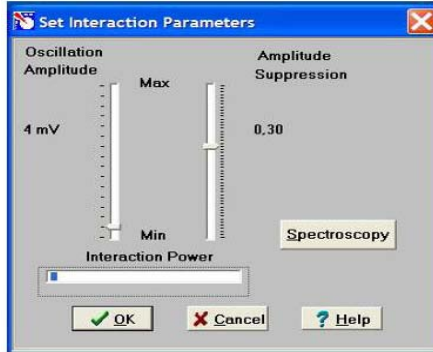 Set Interaction Parameters
Oscillation
Amplitude
Amplitude
Suppression
Max
4 mV
0,30
Min
Spectroscopy
Interaction Power
OK
Cancel
? Help